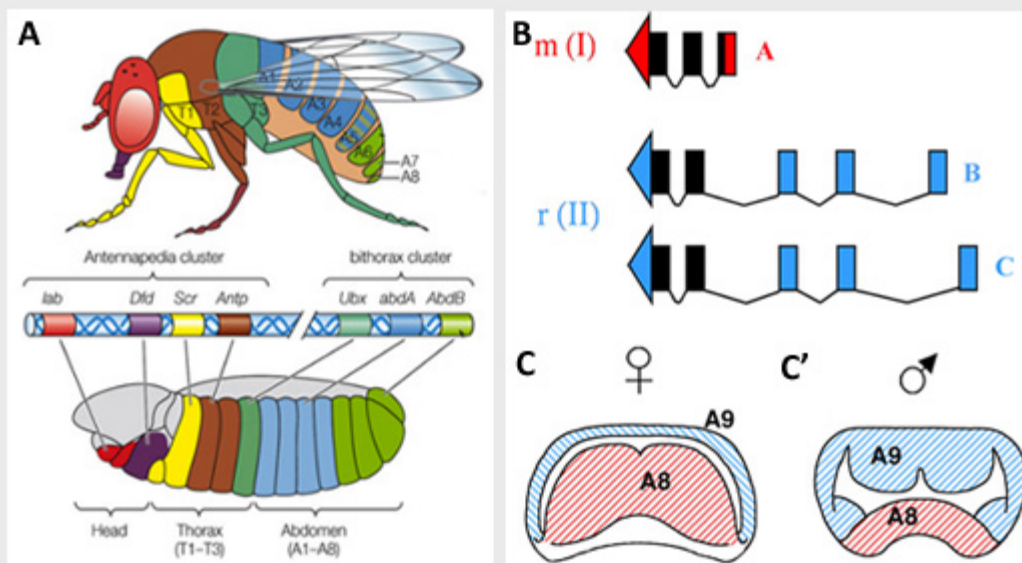 A
T1
T2
T3
A1
A2
A3
A4
A5
A6
A7
A8
Antennapedia cluster
bithorax cluster
lab
Dfd
Scr
Antp
Ubx
abdA
AbdB
Head
Thorax
(T1–T3)
Abdomen
(A1–A8)
B
m (I)
A
r (II)
B
C
C
♀
A9
A8
C’
♂
A9
A8